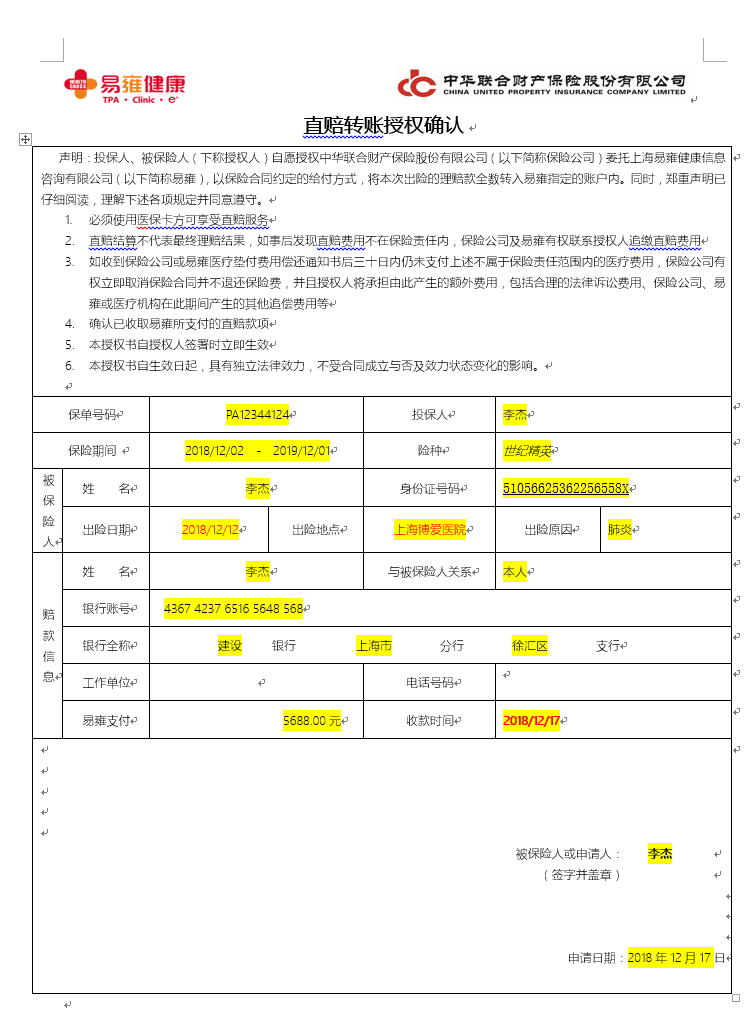 易雍健康
TPA · Clinic · e⁺
中华联合财产保险股份有限公司
CHINA UNITED PROPERTY INSURANCE COMPANY LIMITED
直赔转账授权确认
声明：投保人、被保险人（下称授权人）自愿授权中华联合财产保险股份有限公司（以下简称保险公司）委托上海易雍健康信息
咨询有限公司（以下简称易雍），以保险合同约定的给付方式，将本次出险的理赔款全数转入易雍指定的账户内。同时，郑重声明已
仔细阅读，理解下述各项规定并同意遵守。
1. 必须使用医保卡方可享受直赔服务
2. 直赔结算不代表最终理赔结果，如事后发现直赔费用不在保险责任内，保险公司及易雍有权联系授权人追缴直赔费用
3. 如收到保险公司或易雍医疗垫付费用偿还通知书后三十日内仍未支付上述不属于保险责任范围内的医疗费用，保险公司有
权立即取消保险合同并不退还保险费，并且授权人将承担由此产生的额外费用，包括合理的法律诉讼费用、保险公司、易
雍或医疗机构在此期间产生的其他追偿费用等
4. 确认已收取易雍所支付的直赔款项
5. 本授权书自授权人签署时立即生效
6. 本授权书自生效日起，具有独立法律效力，不受合同成立与否及效力状态变化的影响。
保单号码 PA12344124 投保人 李杰
保险期间 2018/12/02 - 2019/12/01 险种 世纪精英
被保险人
姓 名 李杰 身份证号码 51056625362256558X
出险日期 2018/12/12 出险地点 上海博爱医院 出险原因 肺炎
赔款信息
姓 名 李杰 与被保险人关系 本人
银行账号 4367 4237 6516 5648 568
银行全称 建设 银行 上海市 分行 徐汇区 支行
工作单位 电话号码
易雍支付 5688.00 元 收款时间 2018/12/17
被保险人或申请人： 李杰
（签字并盖章）
申请日期：2018 年 12 月 17 日